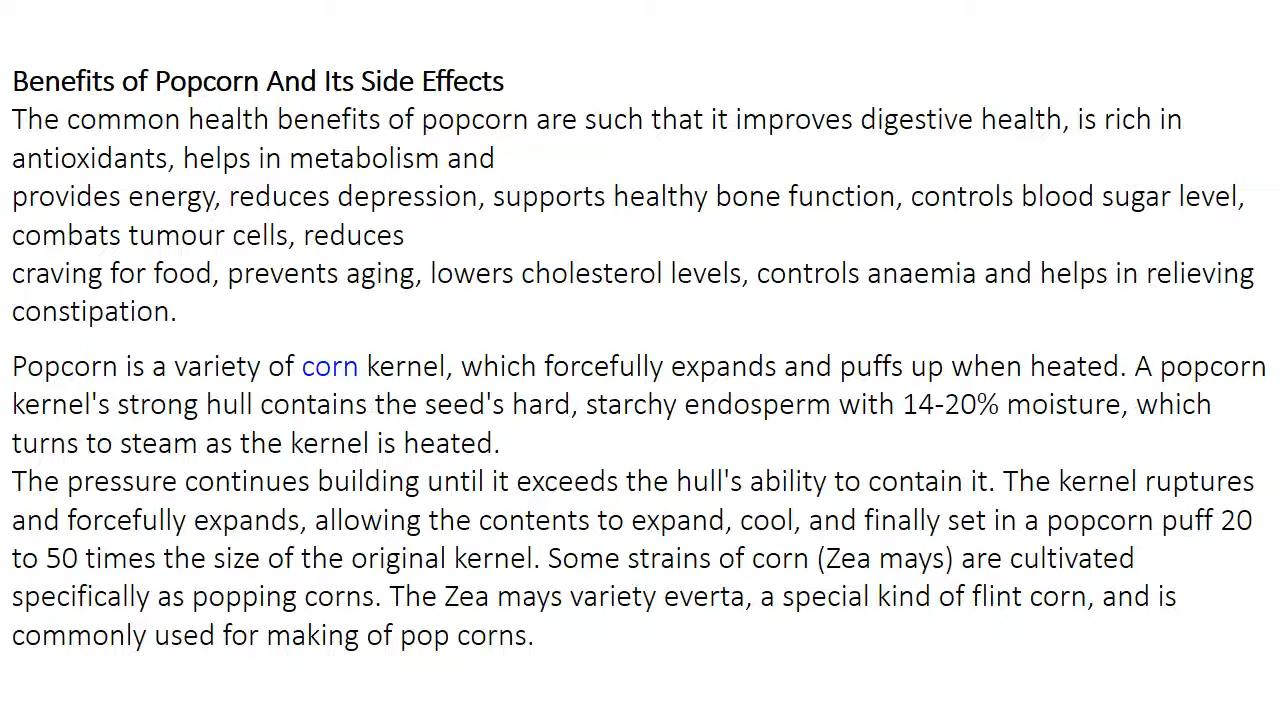 Benefits of Popcorn And Its Side Effects
The common health benefits of popcorn are such that it improves digestive health, is rich in
antioxidants, helps in metabolism and
provides energy, reduces depression, supports healthy bone function, controls blood sugar level,
combats tumour cells, reduces
craving for food, prevents aging, lowers cholesterol levels, controls anaemia and helps in relieving
constipation.
Popcorn is a variety of corn kernel, which forcefully expands and puffs up when heated. A popcorn
kernel's strong hull contains the seed's hard, starchy endosperm with 14-20% moisture, which
turns to steam as the kernel is heated.
The pressure continues building until it exceeds the hull's ability to contain it. The kernel ruptures
and forcefully expands, allowing the contents to expand, cool, and finally set in a popcorn puff 20
to 50 times the size of the original kernel. Some strains of corn (Zea mays) are cultivated
specifically as popping corns. The Zea mays variety everta, a special kind of flint corn, and is
commonly used for making of pop corns.